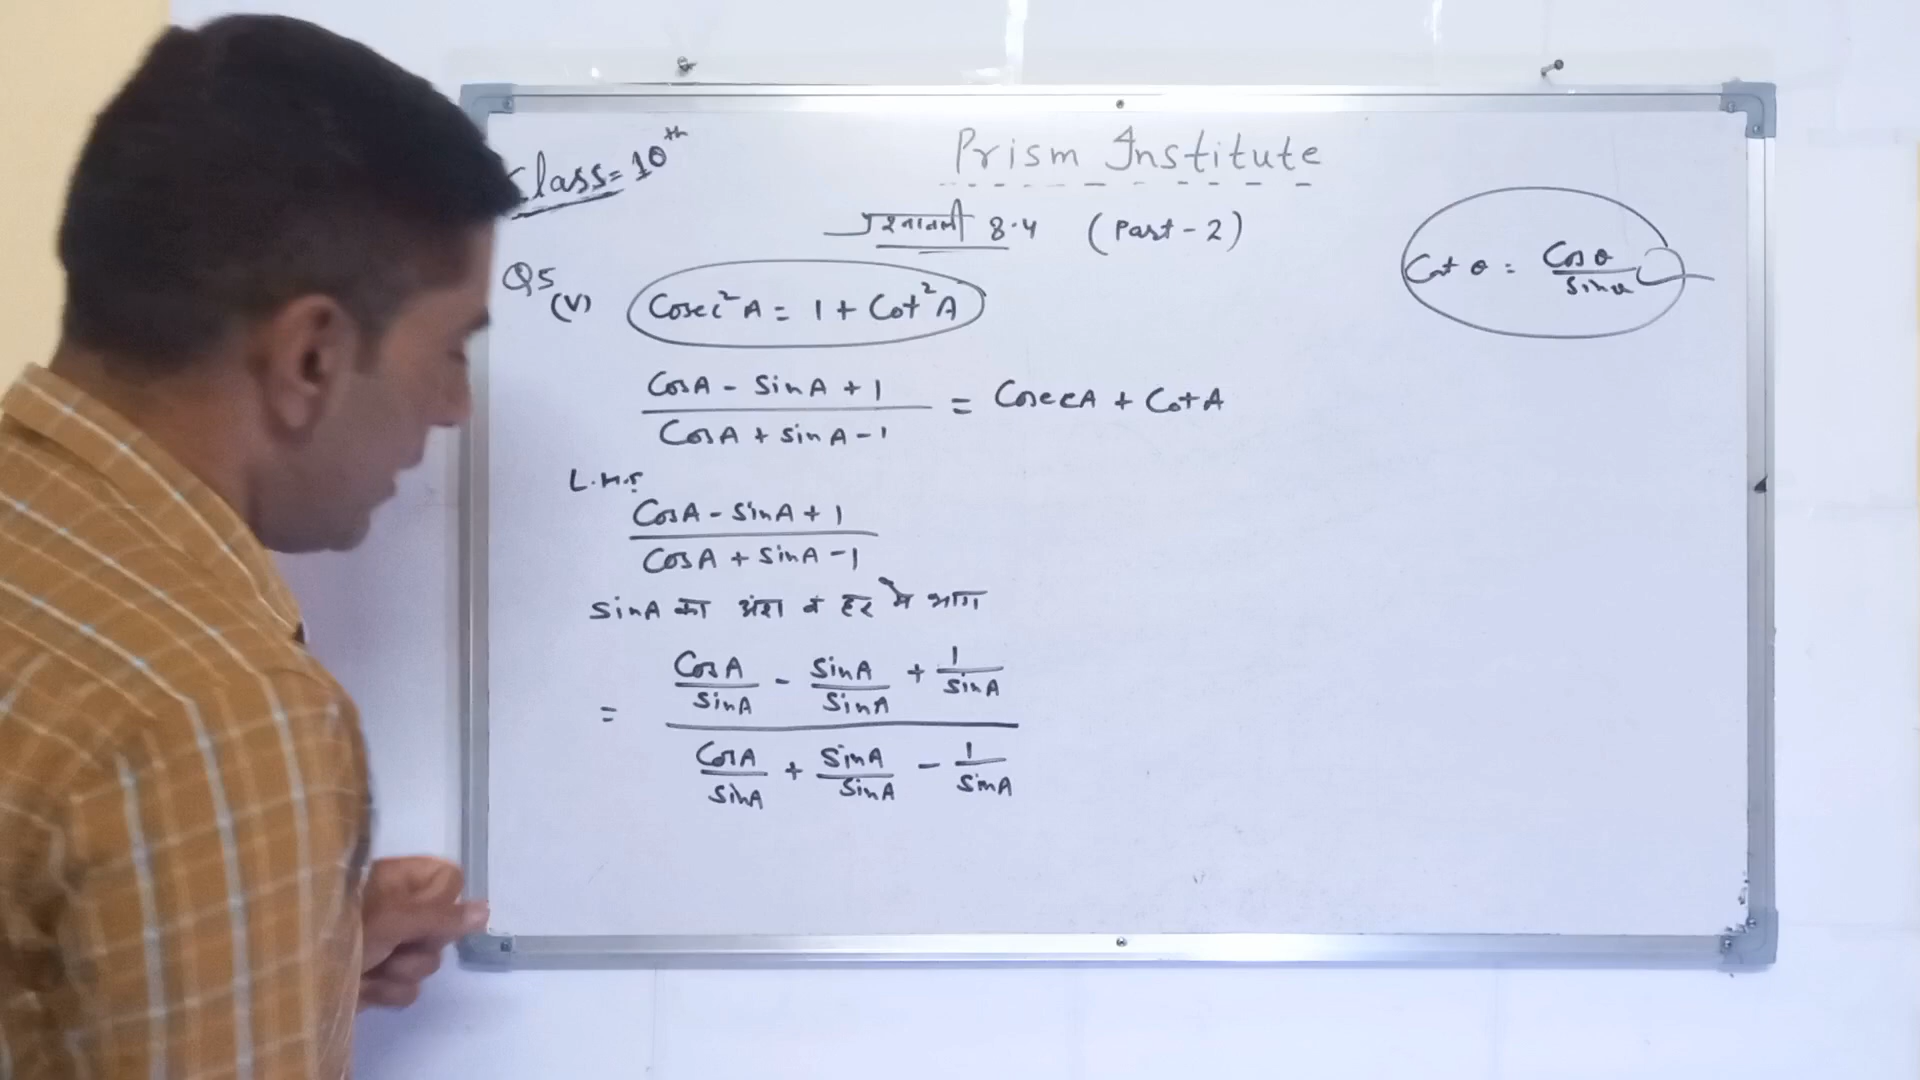 Class = 10th
Prism Institute
प्रश्नावली 8.4 (Part-2)
Cot θ = Cos θ / Sin θ
Q5 (V) Cosec²A = 1 + Cot²A
CosA - SinA + 1 / CosA + SinA - 1 = CosecA + CotA
L.H.S
CosA - SinA + 1
CosA + SinA - 1
SinA का अंश व हर मे भाग
= CosA/SinA - SinA/SinA + 1/SinA
CosA/SinA + SinA/SinA - 1/SinA